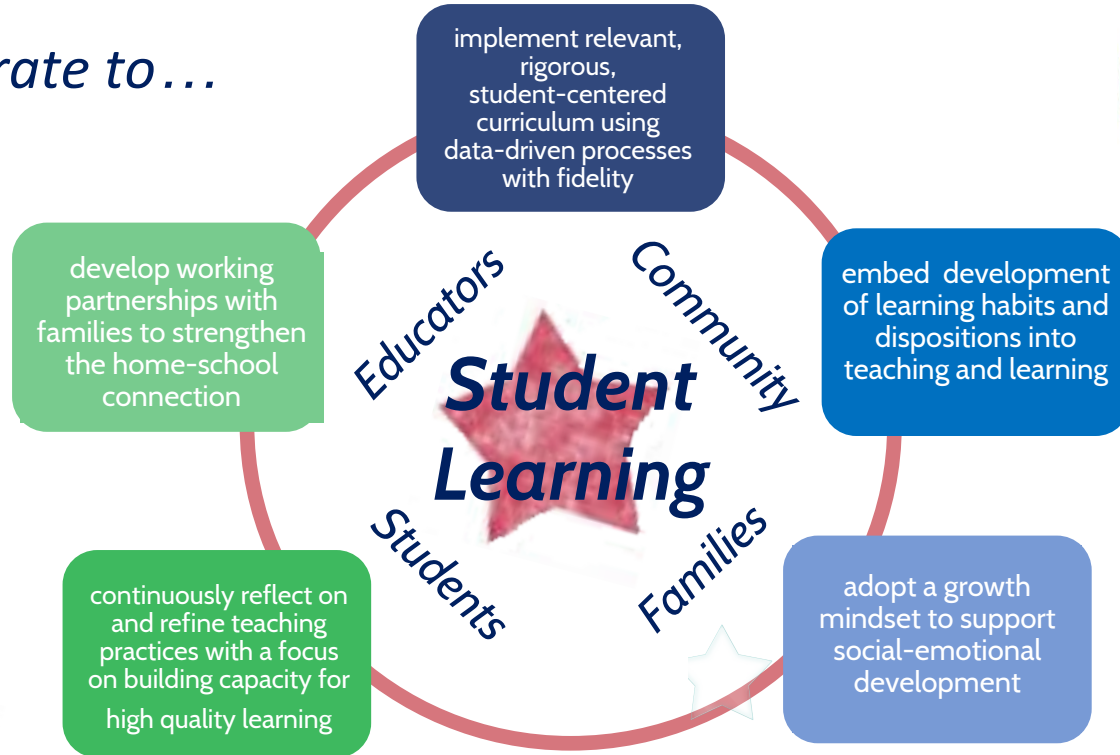 rate to...
implement relevant,
rigorous,
student-centered
curriculum using
data-driven processes
with fidelity
develop working
partnerships with
families to strengthen
the home-school
connection
Educators
Community
embed development
of learning habits and
dispositions into
teaching and learning
Student
Learning
Students
Families
continuously reflect on
and refine teaching
practices with a focus
on building capacity for
high quality learning
adopt a growth
mindset to support
social-emotional
development